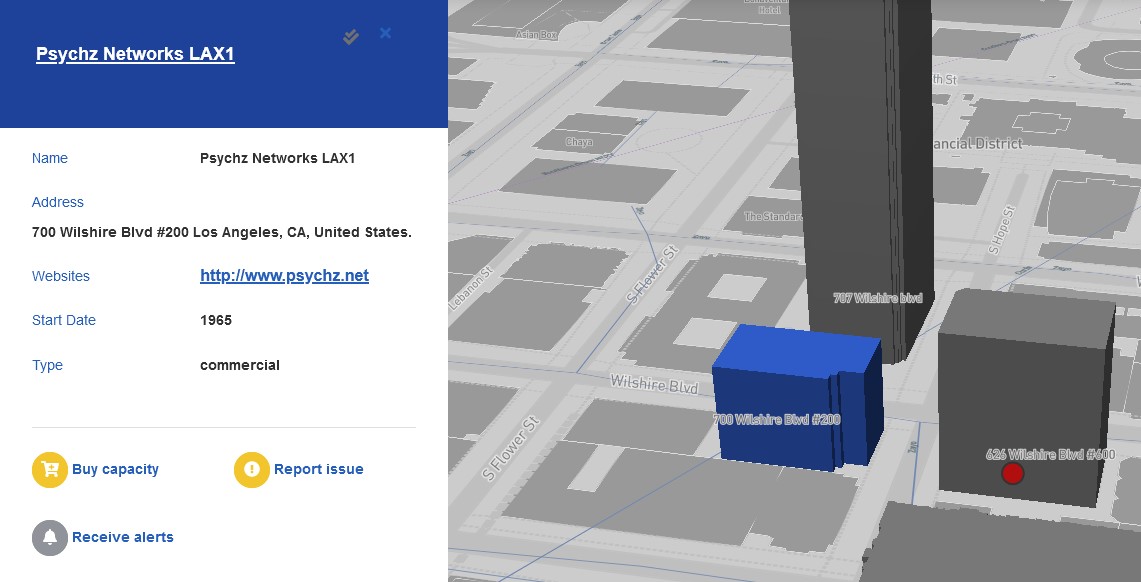 Psychz Networks LAX1
Name
Psychz Networks LAX1
Address
700 Wilshire Blvd #200 Los Angeles, CA, United States.
Websites
http://www.psychz.net
Start Date
1965
Type
commercial
Buy capacity
Report issue
Receive alerts
Hotel
Asian Box
th St
Chaya
ancial District
The Standar
S Hope St
S Flower St
Lebanon St
707 Wilshire blvd
Wilshire Blvd
700 Wilshire Blvd #200
S Flower St
626 Wilshire Blvd #600